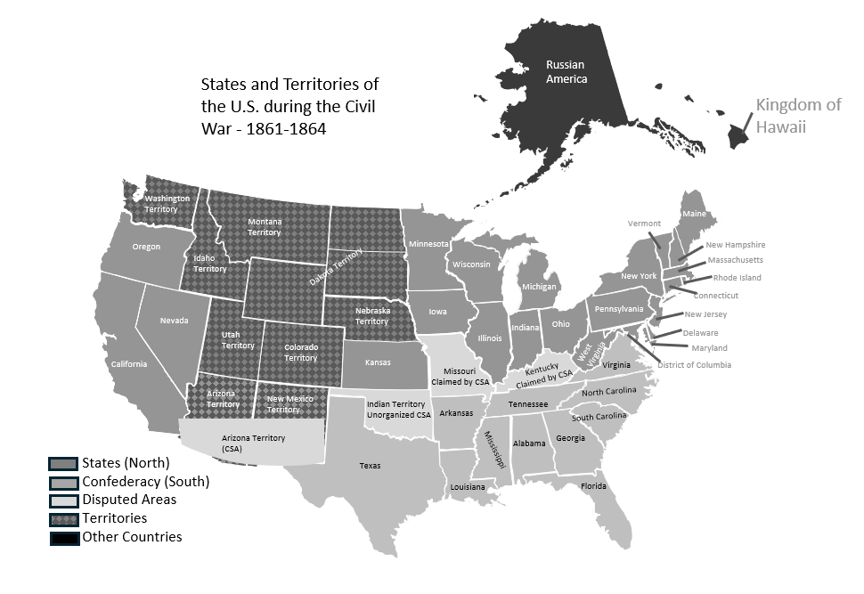 Russian
America
Kingdom of
Hawaii
States and Territories of
the U.S. during the Civil
War - 1861-1864
Washington
Territory
Montana
Territory
Oregon
Idaho
Territory
Dakota Territory
Minnesota
Wisconsin
Michigan
Maine
Vermont
New Hampshire
Massachusetts
New York
Rhode Island
Connecticut
Pennsylvania
New Jersey
Delaware
Maryland
District of Columbia
Nevada
Utah
Territory
Nebraska
Territory
Iowa
Illinois
Indiana
Ohio
West
Virginia
Virginia
California
Colorado
Territory
Kansas
Missouri
Claimed by CSA
Kentucky
Claimed by CSA
Arizona
Territory
New Mexico
Territory
Indian Territory
Unorganized CSA
Arkansas
Tennessee
North Carolina
South Carolina
Arizona Territory
(CSA)
Texas
Louisiana
Mississippi
Alabama
Georgia
Florida
States (North)
Confederacy (South)
Disputed Areas
Territories
Other Countries